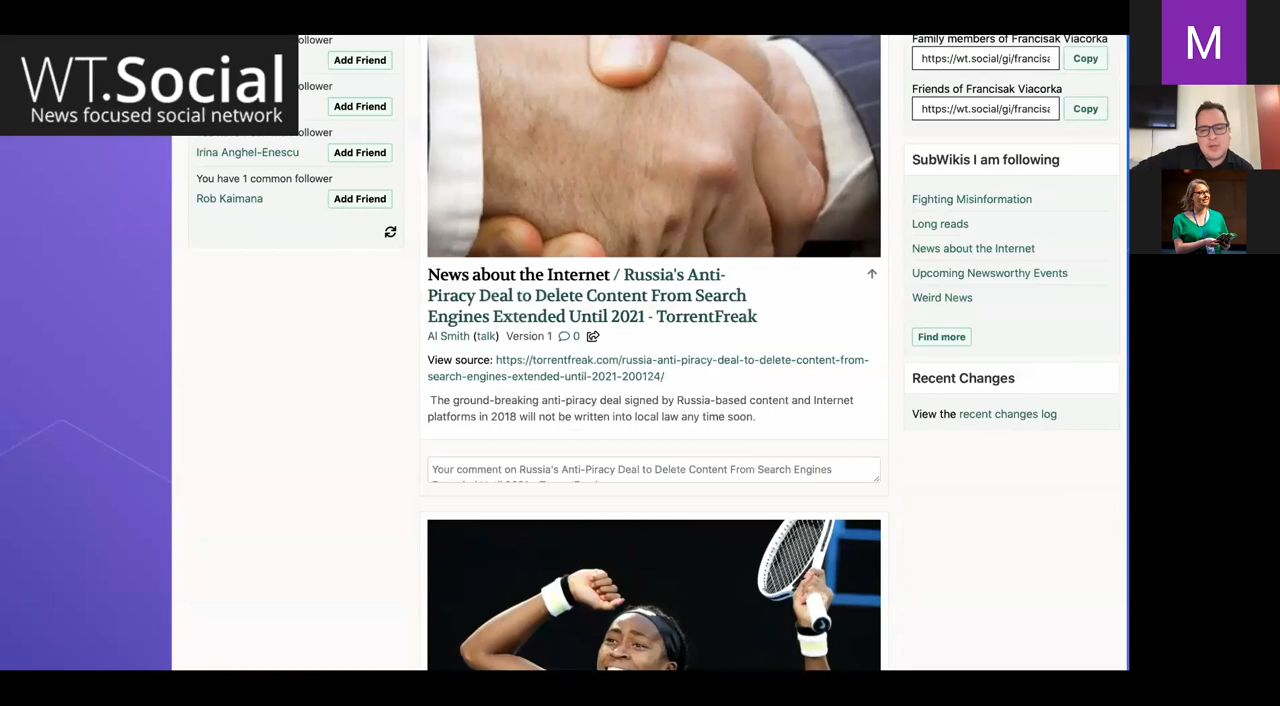 WT.Social
News focused social network
ollower
Add Friend
ollower
Add Friend
ollower
Irina Anghel-Enescu
Add Friend
You have 1 common follower
Rob Kaimana
Add Friend
News about the Internet / Russia's Anti-
Piracy Deal to Delete Content From Search
Engines Extended Until 2021 - TorrentFreak
Al Smith (talk) Version 1 0
View source: https://torrentfreak.com/russia-anti-piracy-deal-to-delete-content-from-
search-engines-extended-until-2021-200124/
The ground-breaking anti-piracy deal signed by Russia-based content and Internet
platforms in 2018 will not be written into local law any time soon.
Your comment on Russia's Anti-Piracy Deal to Delete Content From Search Engines
Family members of Francisak Viacorka
https://wt.social/gi/francisa
Copy
Friends of Francisak Viacorka
https://wt.social/gi/francisa
Copy
SubWikis I am following
Fighting Misinformation
Long reads
News about the Internet
Upcoming Newsworthy Events
Weird News
Find more
Recent Changes
View the recent changes log
M